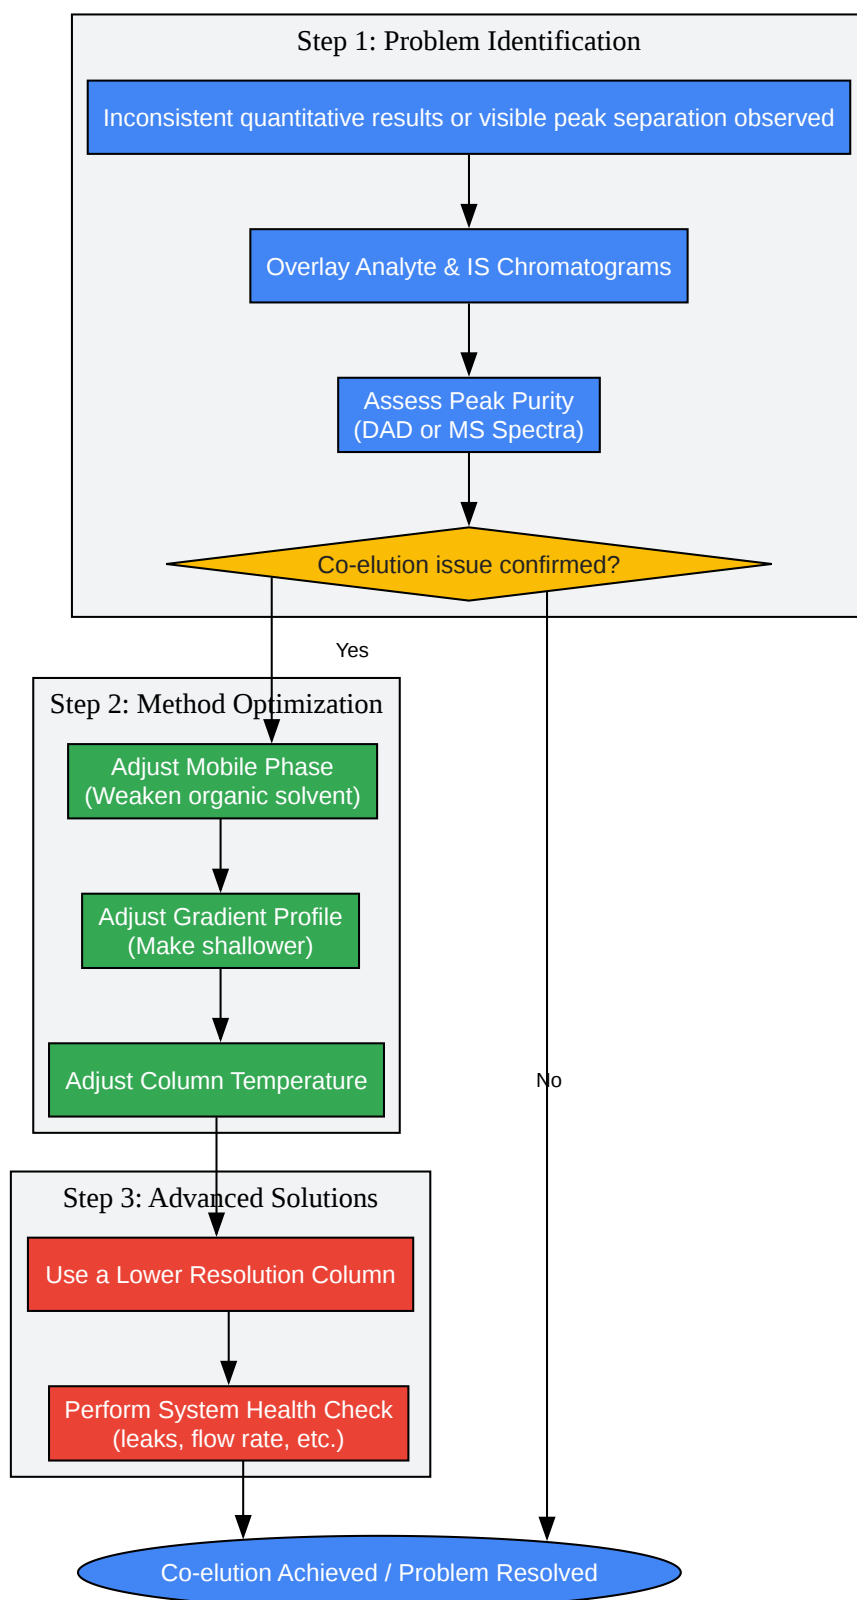 Step 1: Problem Identification
Inconsistent quantitative results or visible peak separation observed
Overlay Analyte & IS Chromatograms
Assess Peak Purity
(DAD or MS Spectra)
Co-elution issue confirmed?
Yes
Step 2: Method Optimization
Adjust Mobile Phase
(Weaken organic solvent)
Adjust Gradient Profile
(Make shallower)
Adjust Column Temperature
No
Step 3: Advanced Solutions
Use a Lower Resolution Column
Perform System Health Check
(leaks, flow rate, etc.)
Co-elution Achieved / Problem Resolved